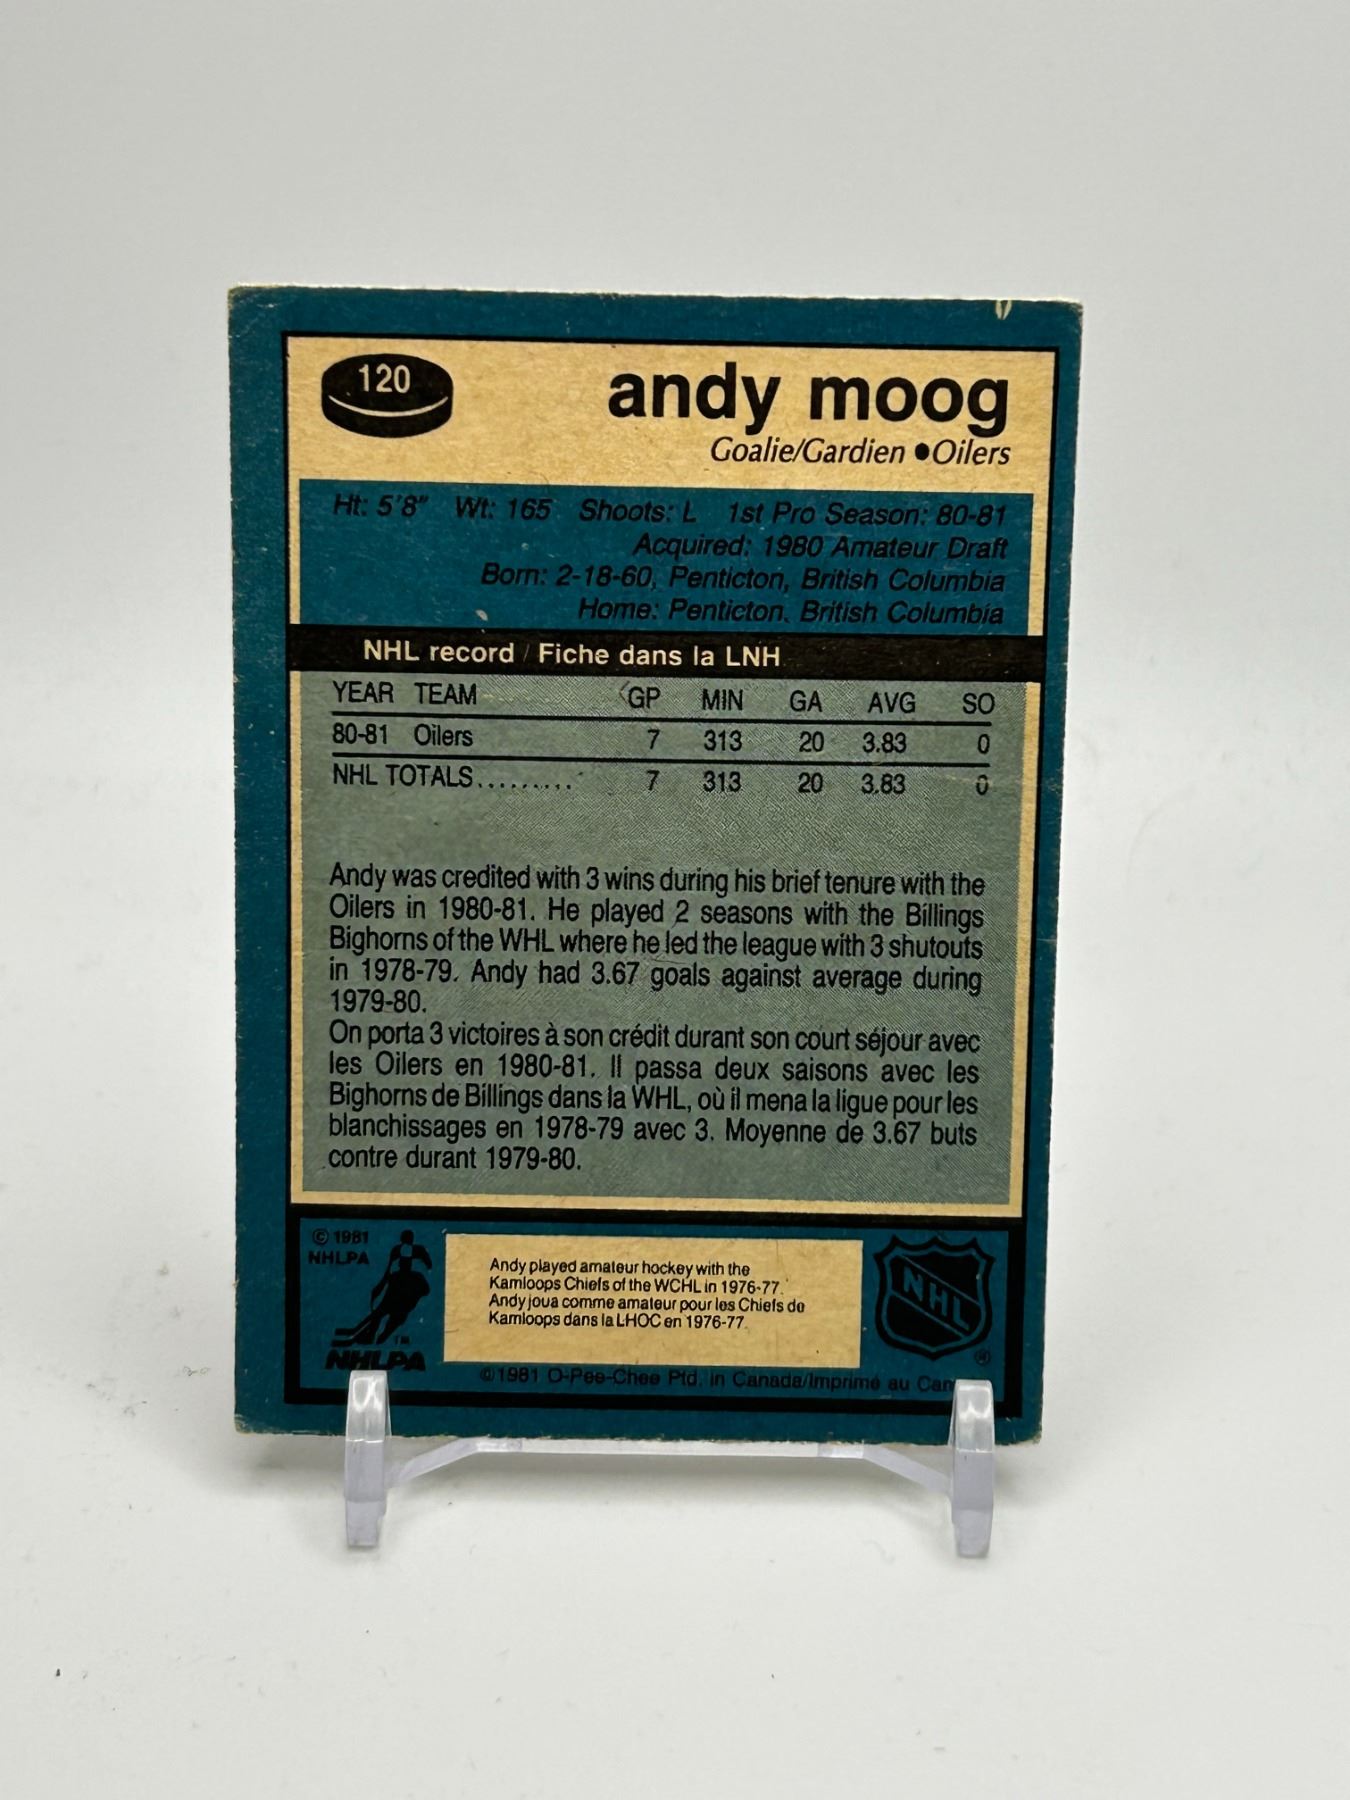 120
andy moog
Goalie/Gardien ●Oilers
Ht: 5'8" Wt: 165 Shoots: L 1st Pro Season: 80-81
Acquired: 1980 Amateur Draft
Born: 2-18-60, Penticton, British Columbia
Home: Penticton, British Columbia
NHL record / Fiche dans la LNH
YEAR TEAM GP MIN GA AVG SO
80-81 Oilers 7 313 20 3.83 0
NHL TOTALS......... 7 313 20 3.83 0
Andy was credited with 3 wins during his brief tenure with the
Oilers in 1980-81. He played 2 seasons with the Billings
Bighorns of the WHL where he led the league with 3 shutouts
in 1978-79. Andy had 3.67 goals against average during
1979-80.
On porta 3 victoires à son crédit durant son court séjour avec
les Oilers en 1980-81. Il passa deux saisons avec les
Bighorns de Billings dans la WHL, où il mena la ligue pour les
blanchissages en 1978-79 avec 3. Moyenne de 3.67 buts
contre durant 1979-80.
© 1981
NHLPA
TM
NHLPA
Andy played amateur hockey with the
Kamloops Chiefs of the WCHL in 1976-77.
Andy joua comme amateur pour les Chiefs de
Kamloops dans la LHOC en 1976-77.
NHL
®
© 1981 O-Pee-Chee Ptd. in Canada/Imprimé au Can